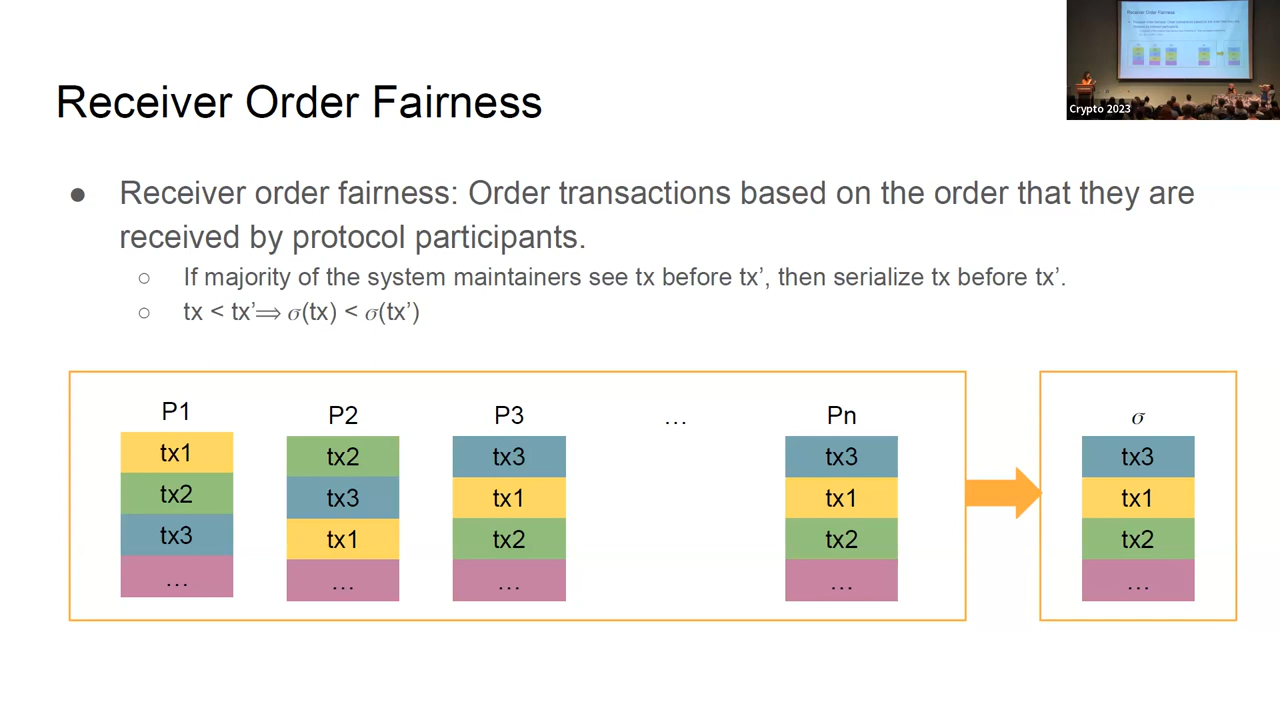 Receiver Order Fairness
Crypto 2023
● Receiver order fairness: Order transactions based on the order that they are
received by protocol participants.
○ If majority of the system maintainers see tx before tx’, then serialize tx before tx’.
○ tx < tx’⟹ σ(tx) < σ(tx’)
P1 P2 P3 … Pn σ
tx1 tx2 tx3 tx3 tx3
tx2 tx3 tx1 tx1 tx1
tx3 tx1 tx2 tx2 tx2
… … … … …